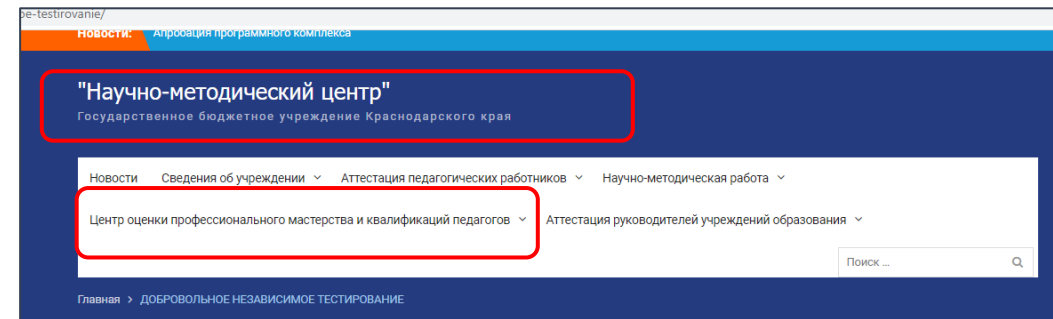 oe-testirovanie/
Новости: Апробация программного комплекса
"Научно-методический центр"
Государственное бюджетное учреждение Краснодарского края
Новости Сведения об учреждении Аттестация педагогических работников Научно-методическая работа
Центр оценки профессионального мастерства и квалификаций педагогов Аттестация руководителей учреждений образования
Поиск ...
Главная > ДОБРОВОЛЬНОЕ НЕЗАВИСИМОЕ ТЕСТИРОВАНИЕ